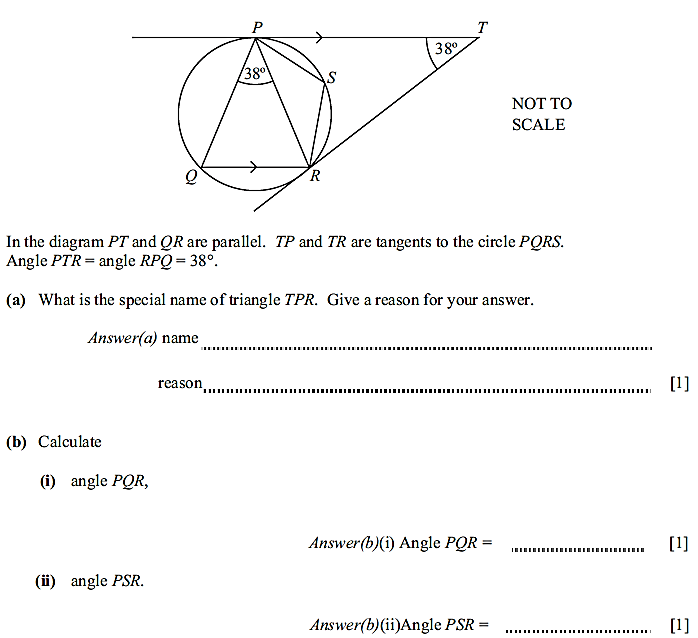 P
T
38º
38º
S
NOT TO
SCALE
Q
R
In the diagram PT and QR are parallel. TP and TR are tangents to the circle PQRS.
Angle PTR = angle RPQ = 38°.
(a) What is the special name of triangle TPR. Give a reason for your answer.
Answer(a) name
reason [1]
(b) Calculate
(i) angle PQR,
Answer(b)(i) Angle PQR = [1]
(ii) angle PSR.
Answer(b)(ii)Angle PSR = [1]